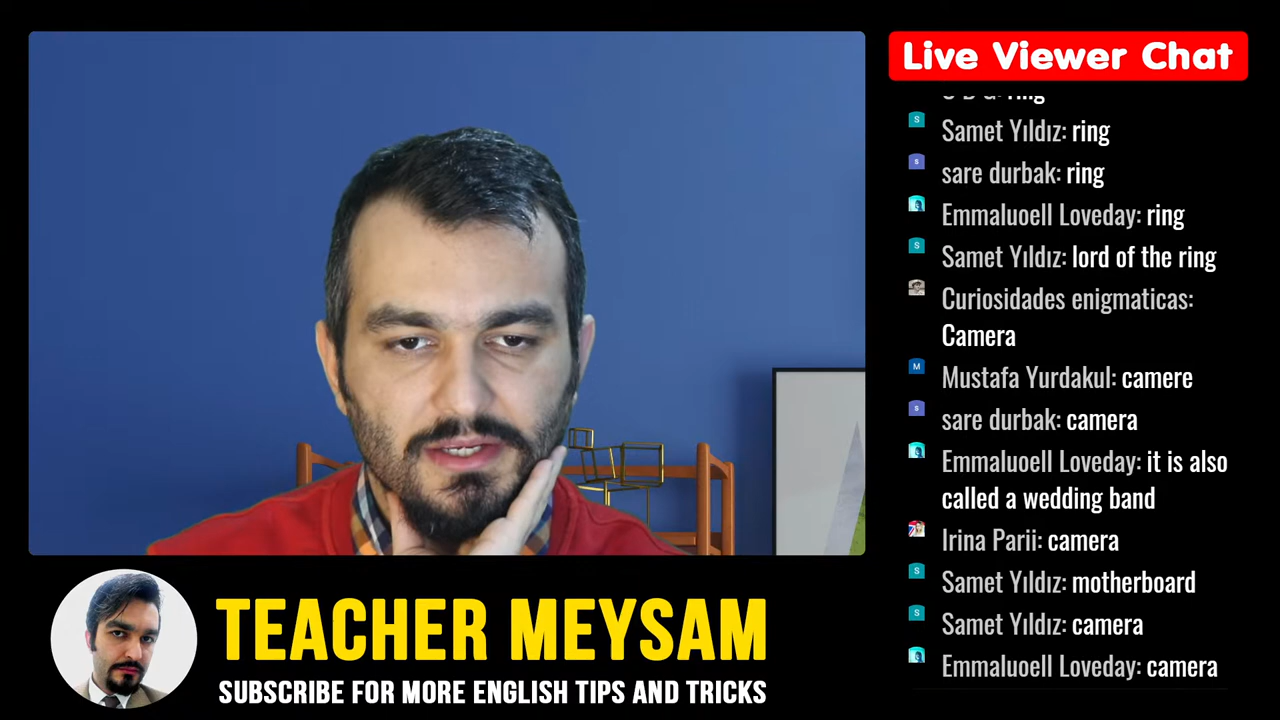 Live Viewer Chat
ring
Samet Yıldız: ring
sare durbak: ring
Emmaluoell Loveday: ring
Samet Yıldız: lord of the ring
Curiosidades enigmaticas:
Camera
Mustafa Yurdakul: camere
sare durbak: camera
Emmaluoell Loveday: it is also
called a wedding band
Irina Parii: camera
Samet Yıldız: motherboard
Samet Yıldız: camera
Emmaluoell Loveday: camera
TEACHER MEYSAM
SUBSCRIBE FOR MORE ENGLISH TIPS AND TRICKS